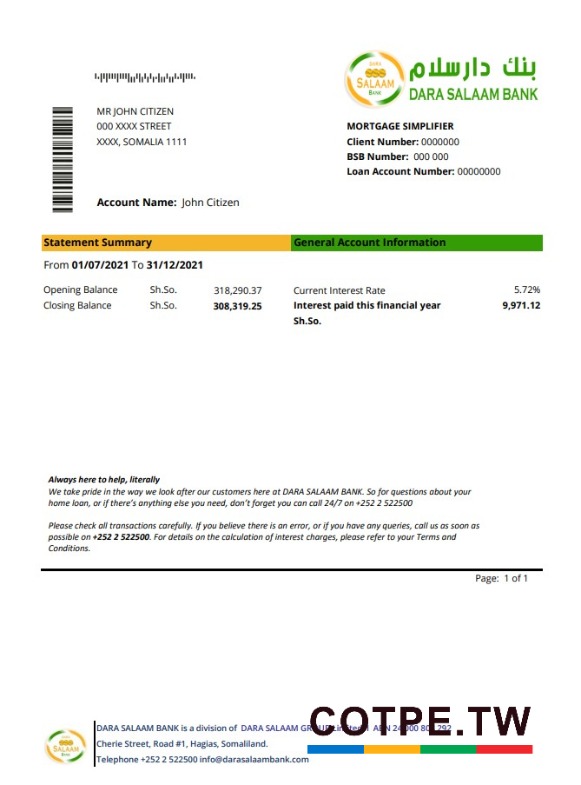 DARA
SALAAM
BANK
بنك دارسلام
DARA SALAAM BANK
MR JOHN CITIZEN
000 XXXX STREET
XXXX, SOMALIA 1111
MORTGAGE SIMPLIFIER
Client Number: 0000000
BSB Number: 000 000
Loan Account Number: 00000000
Account Name: John Citizen
Statement Summary
General Account Information
From 01/07/2021 To 31/12/2021
Opening Balance Sh.So. 318,290.37
Closing Balance Sh.So. 308,319.25
Current Interest Rate 5.72%
Interest paid this financial year 9,971.12
Sh.So.
Always here to help, literally
We take pride in the way we look after our customers here at DARA SALAAM BANK. So for questions about your
home loan, or if there's anything else you need, don't forget you can call 24/7 on +252 2 522500
Please check all transactions carefully. If you believe there is an error, or if you have any queries, call us as soon as
possible on +252 2 522500. For details on the calculation of interest charges, please refer to your Terms and
Conditions.
Page: 1 of 1
SALAAM
BANK
DARA SALAAM BANK is a division of DARA SALAAM
Cherie Street, Road #1, Hagias, Somaliland.
Telephone +252 2 522500 info@darasalaambank.com
COTPE.TW